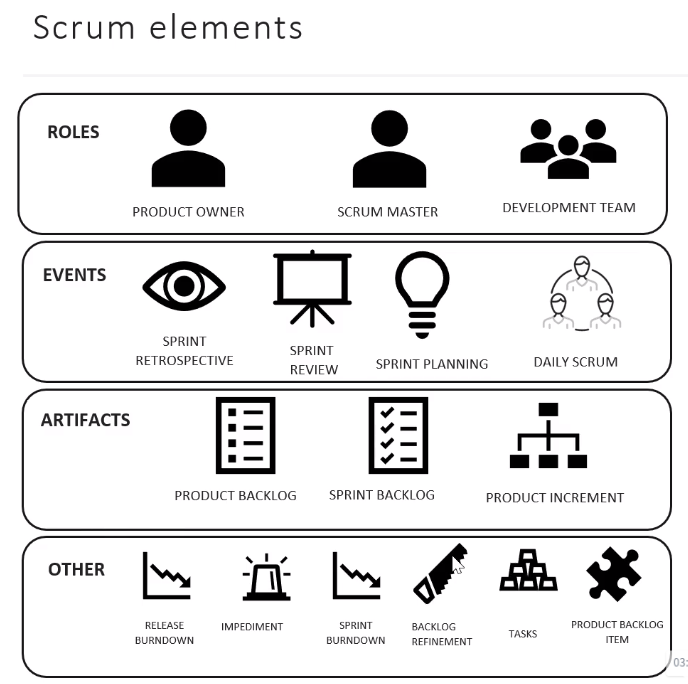 Scrum elements
ROLES
PRODUCT OWNER
SCRUM MASTER
DEVELOPMENT TEAM
EVENTS
SPRINT
RETROSPECTIVE
SPRINT
REVIEW
SPRINT PLANNING
DAILY SCRUM
ARTIFACTS
PRODUCT BACKLOG
SPRINT BACKLOG
PRODUCT INCREMENT
OTHER
RELEASE
BURNDOWN
IMPEDIMENT
SPRINT
BURNDOWN
BACKLOG
REFINEMENT
TASKS
PRODUCT BACKLOG
ITEM
03: